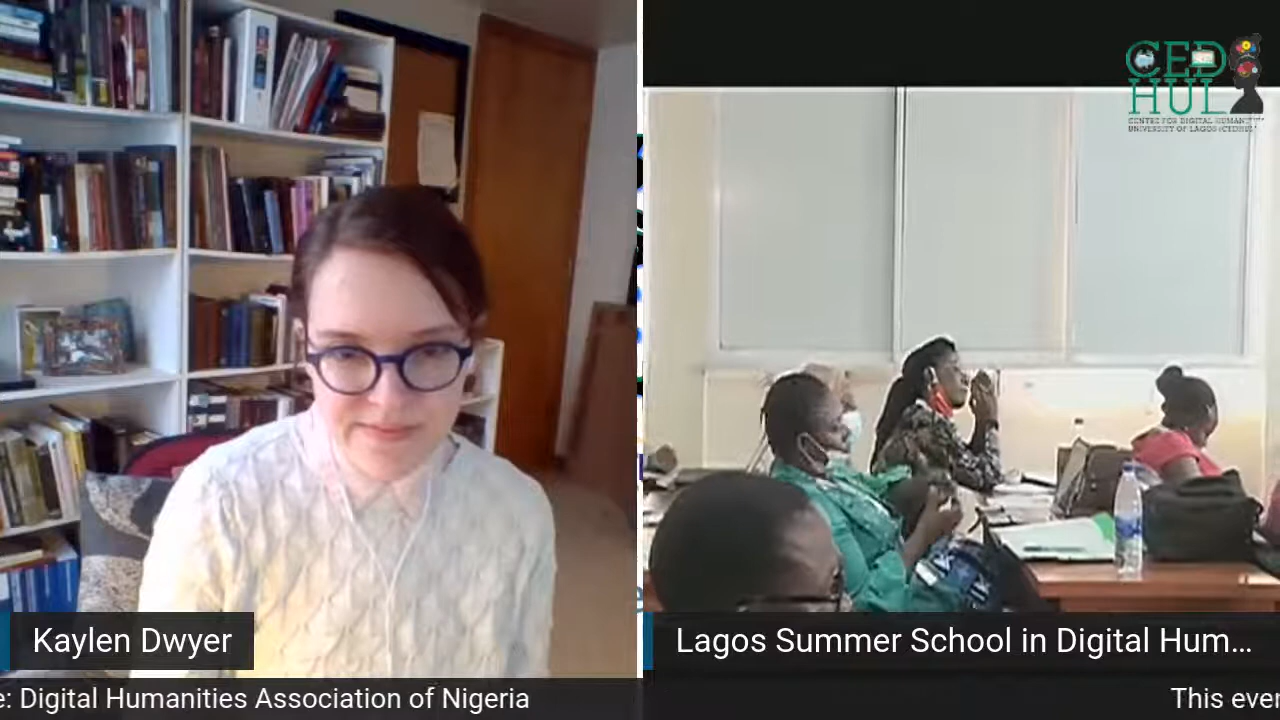 CEDHUL
CENTRE FOR DIGITAL HUMANITIES
UNIVERSITY OF LAGOS (CEDHUL)
Kaylen Dwyer
Lagos Summer School in Digital Hum...
e: Digital Humanities Association of Nigeria
This ever